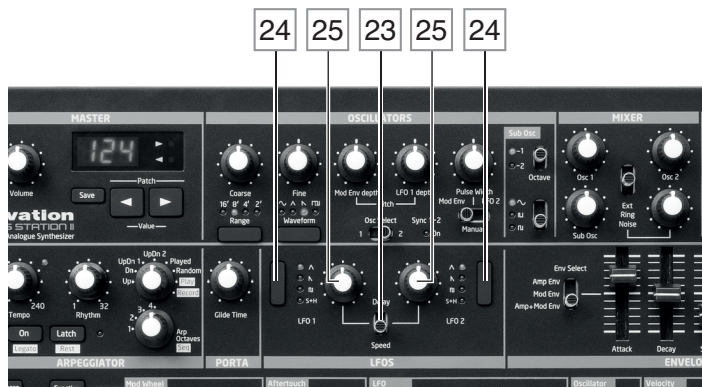 24 25 23 25 24
MASTER
OSCILLATORS
MIXER
124
Sub Osc
-1
-2
Octave
Volume
Save
Patch
Value
Coarse
Fine
Mod Env depth
LFO 1 depth
Pulse Width
16' 8' 4' 2'
Range
Waveform
Osc Select
1 2
Sync 1-2
On
Mod Env
LFO 2
Manual
Osc 1
Osc 2
Ext
Ring
Noise
Sub Osc
vation
S STATION II
Analogue Synthesizer
UpDn 2
UpDn 1
Played
Dn
Random
Up
Play
Record
240
Tempo
1 32
Rhythm
4
3
2
1
Arp
Octaves
Seq
On
Latch
Legato
Rest
Glide Time
S+H
LFO 1
Delay
Speed
S+H
LFO 2
Env Select
Amp Env
Mod Env
Amp+Mod Env
Attack
Decay
ARPEGGIATOR
PORTA
LFOS
ENVELO
Mod Wheel
Aftertouch
LFO
Oscillator
Velocity